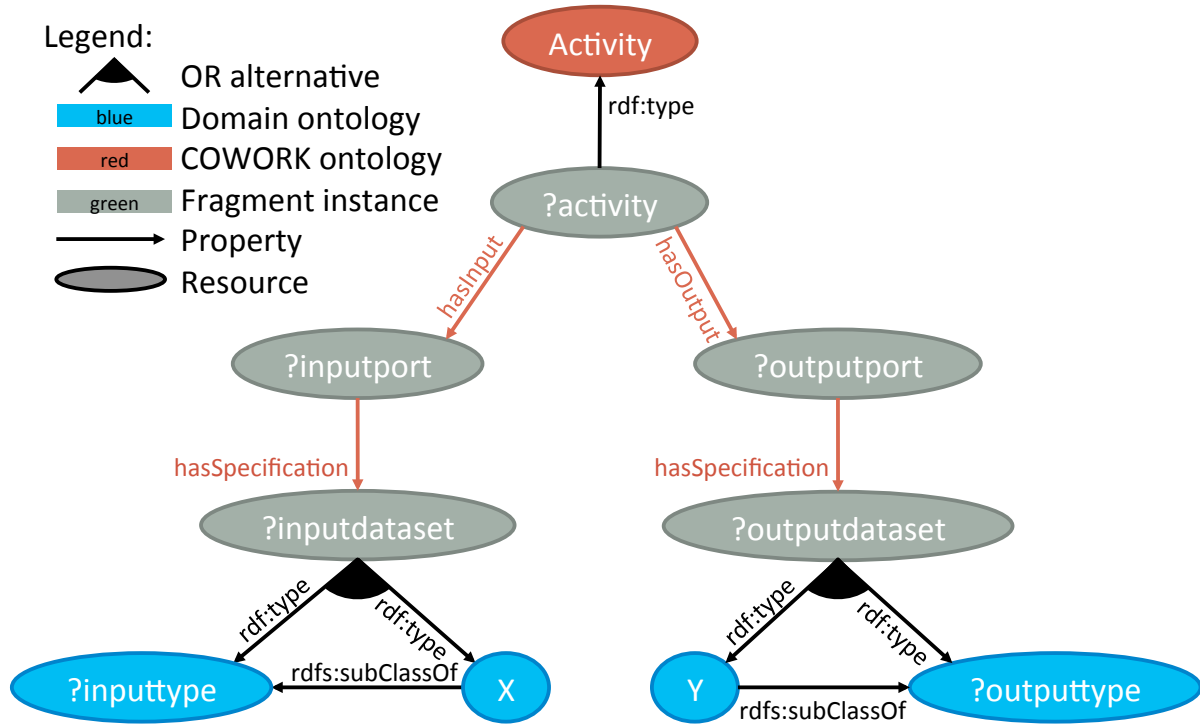 Legend:
OR alternative
blue
Domain ontology
red
COWORK ontology
green
Fragment instance
Property
Resource
Activity
rdf:type
?activity
hasInput
hasOutput
?inputport
?outputport
hasSpecification
hasSpecification
?inputdataset
?outputdataset
rdf:type
rdf:type
rdf:type
rdf:type
?inputtype
rdfs:subClassOf
X
Y
rdfs:subClassOf
?outputtype